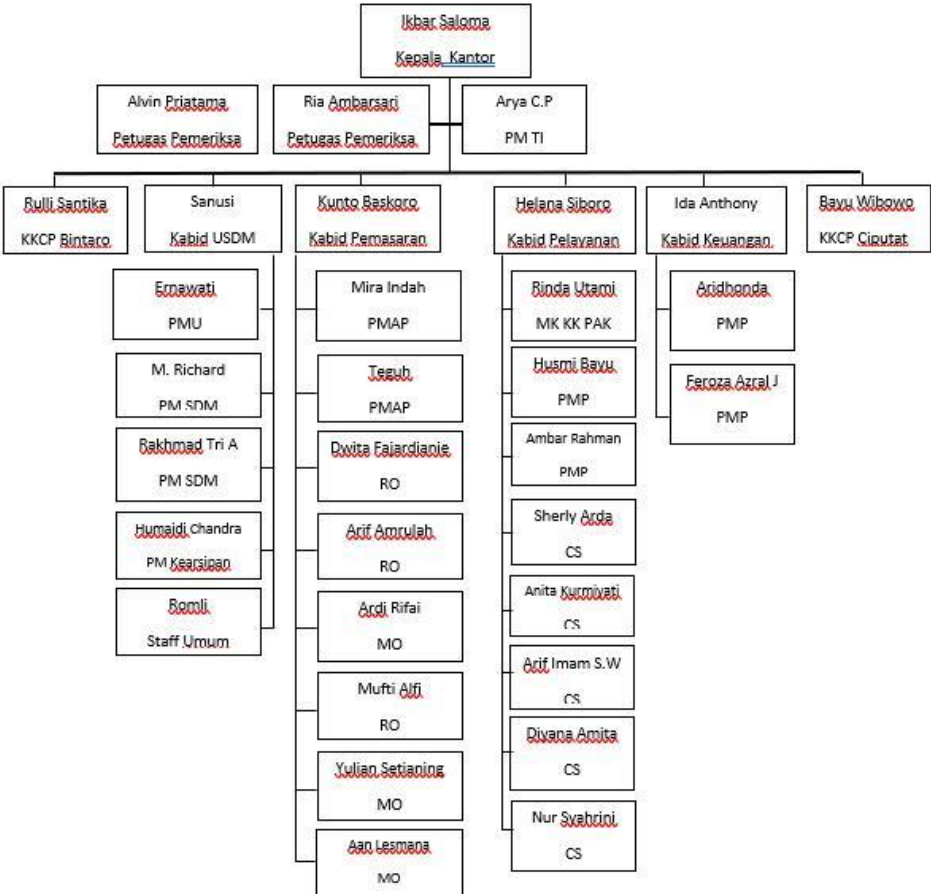 Ikbar Saloma
Kepala Kantor
Alvin Priatama
Petugas Pemeriksa
Ria Ambarsari
Petugas Pemeriksa
Arya C.P
PM TI
Rulli Santika
KKCP Bintaro
Sanusi
Kabid USDM
Kunto Baskoro
Kabid Pemasaran
Helana Siboro
Kabid Pelayanan
Ida Anthony
Kabid Keuangan
Bayu Wibowo
KKCP Ciputat
Ernawati
PMU
M. Richard
PM SDM
Rakhmad Tri A
PM SDM
Humaidi Chandra
PM Kearsipan
Romli
Staff Umum
Mira Indah
PMAP
Teguh
PMAP
Dwita Fajardianie
RO
Arif Amrulah
RO
Ardi Rifai
MO
Mufti Alfi
RO
Yulian Setianing
MO
Aan Lesmana
MO
Rinda Utami
MK KK PAK
Husmi Bayu
PMP
Ambar Rahman
PMP
Sherly Arda
CS
Anita Kurmiyati
CS
Arif Imam S.W
CS
Diyana Amita
CS
Nur Syahrini
CS
Aridhonda
PMP
Feroza Azral J
PMP